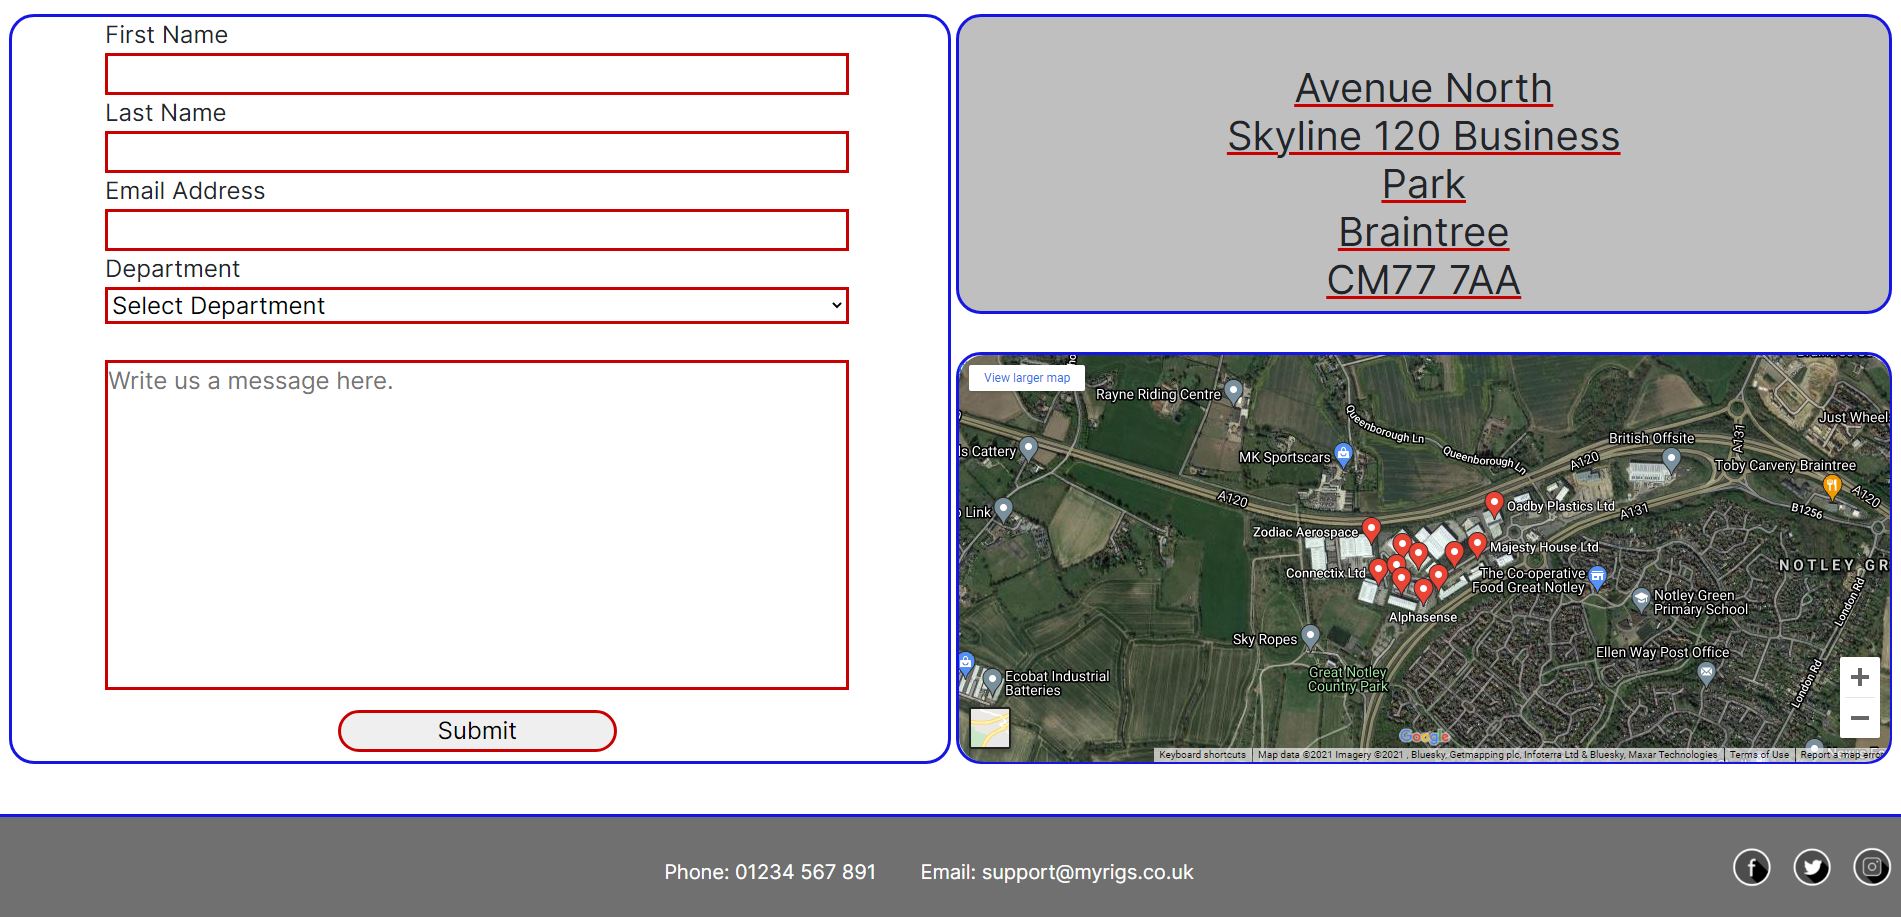 First Name
Last Name
Email Address
Department
Select Department
Write us a message here.
Submit
Avenue North
Skyline 120 Business
Park
Braintree
CM77 7AA
View larger map
Rayne Riding Centre
Queenborough Ln
Queenborough Ln
Just Wheel
British Offsite
A131
ls Cattery
MK Sportscars
A120
Toby Carvery Braintree
A120
A120
Link
Oadby Plastics Ltd
A131
B1256
Zodiac Aerospace
Majesty House Ltd
Connectix Ltd
The Co-operative
Food Great Notley
NOTLEY GR
Notley Green
Primary School
London Rd
Alphasense
Sky Ropes
Ellen Way Post Office
Great Notley
Country Park
Ecobat Industrial
Batteries
London Rd
Google
Keyboard shortcuts
Map data ©2021 Imagery ©2021 , Bluesky, Getmapping plc, Infoterra Ltd & Bluesky, Maxar Technologies
Terms of Use
Report a map error
Phone: 01234 567 891
Email: support@myrigs.co.uk